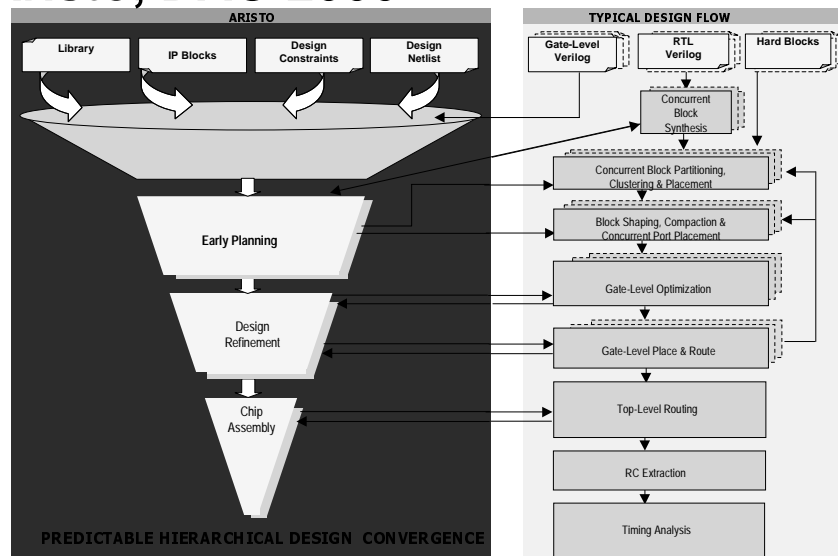 ARISTO
Library
IP Blocks
Design
Constraints
Design
Netlist
Early Planning
Design
Refinement
Chip
Assembly
PREDICTABLE HIERARCHICAL DESIGN CONVERGENCE
TYPICAL DESIGN FLOW
Gate-Level
Verilog
RTL
Verilog
Hard Blocks
Concurrent
Block
Synthesis
Concurrent Block Partitioning,
Clustering & Placement
Block Shaping, Compaction &
Concurrent Port Placement
Gate-Level Optimization
Gate-Level Place & Route
Top-Level Routing
RC Extraction
Timing Analysis